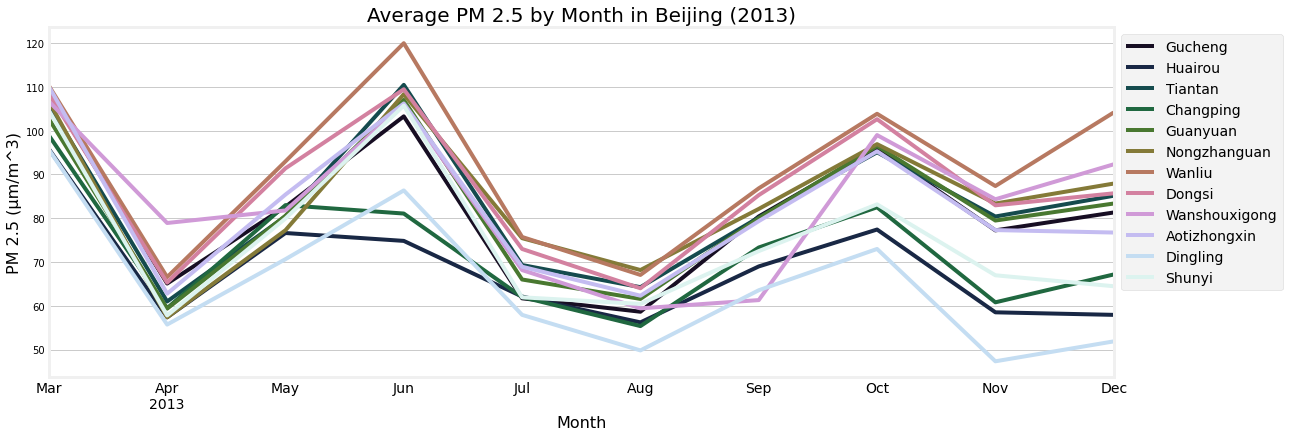 Average PM 2.5 by Month in Beijing (2013)
PM 2.5 (µm/m^3)
120
110
100
90
80
70
60
50
Mar
Apr
May
Jun
Jul
Aug
Sep
Oct
Nov
Dec
2013
Month
Gucheng
Huairou
Tiantan
Changping
Guanyuan
Nongzhanguan
Wanliu
Dongsi
Wanshouxigong
Aotizhongxin
Dingling
Shunyi